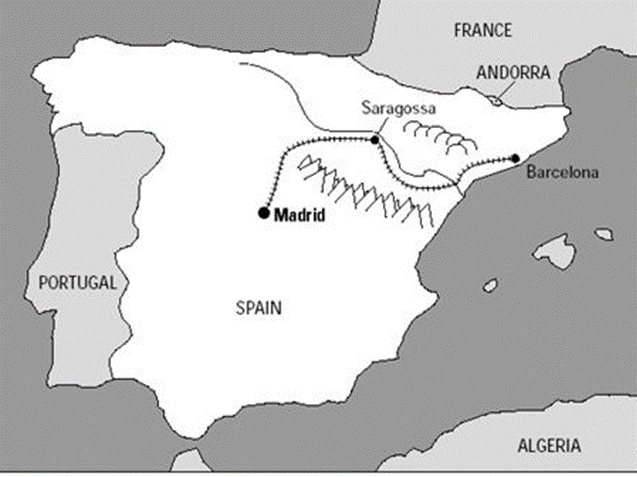 FRANCE
ANDORRA
Saragossa
Barcelona
Madrid
PORTUGAL
SPAIN
ALGERIA